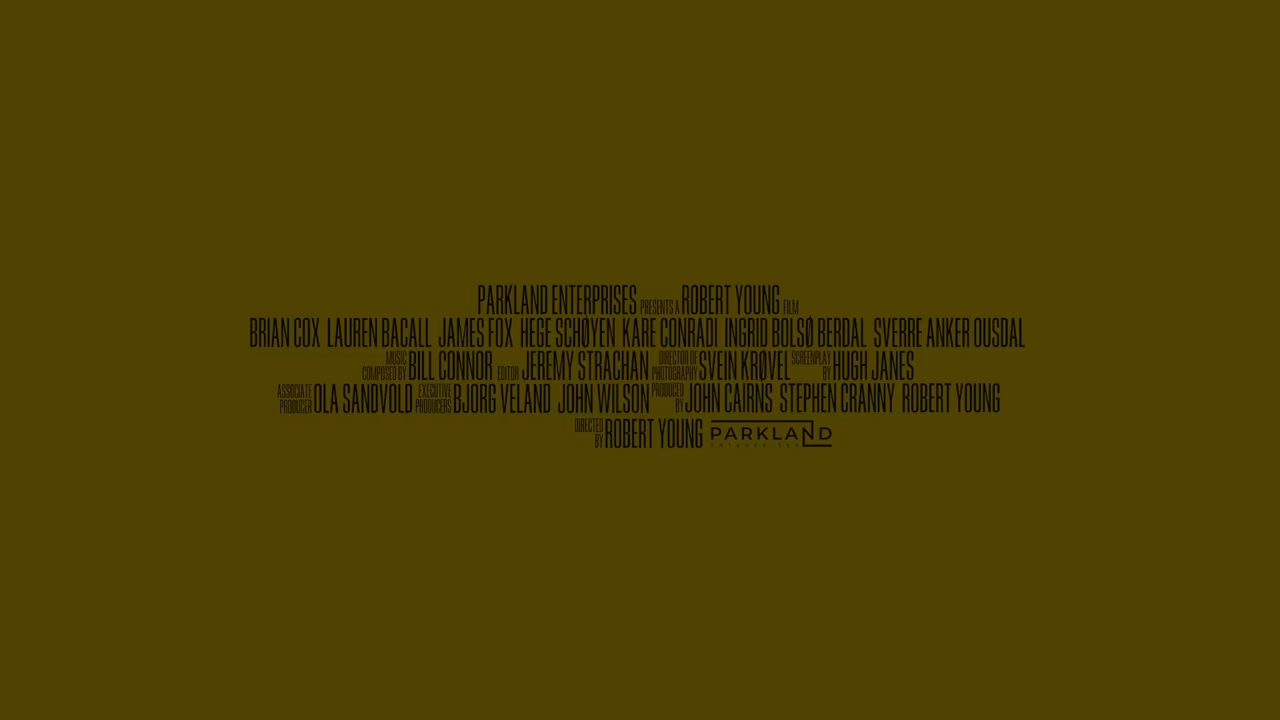 PARKLAND ENTERPRISES PRESENTS A ROBERT YOUNG FILM
BRIAN COX LAUREN BACALL JAMES FOX HEGE SCHØYEN KARE CONRADI INGRID BOLSØ BERDAL SVERRE ANKER OUSDAL
MUSIC COMPOSED BY BILL CONNOR EDITOR JEREMY STRACHAN DIRECTOR OF PHOTOGRAPHY SVEIN KRØVEL SCREENPLAY BY HUGH JANES
ASSOCIATE PRODUCER OLA SANDVOLD EXECUTIVE PRODUCERS BJORG VELAND JOHN WILSON PRODUCED BY JOHN CAIRNS STEPHEN CRANNY ROBERT YOUNG
DIRECTED BY ROBERT YOUNG PARKLAND